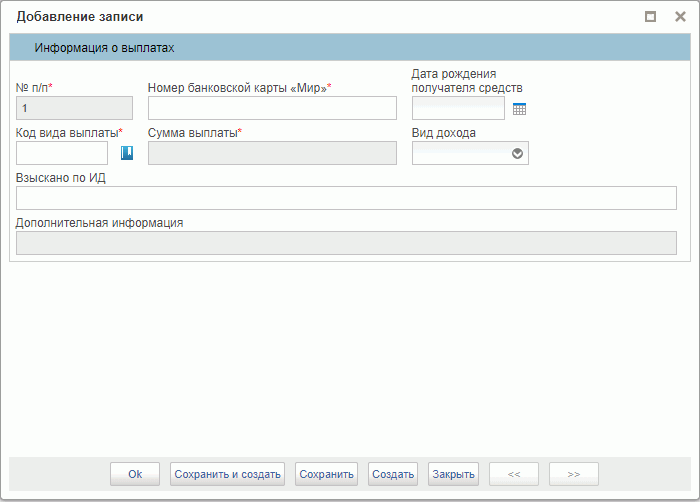 Добавление записи
Информация о выплатах
Дата рождения
№ п/п* Номер банковской карты «Мир»* получателя средств
1
Код вида выплаты* Сумма выплаты* Вид дохода
Взыскано по ИД
Дополнительная информация
Ok Сохранить и создать Сохранить Создать Закрыть << >>